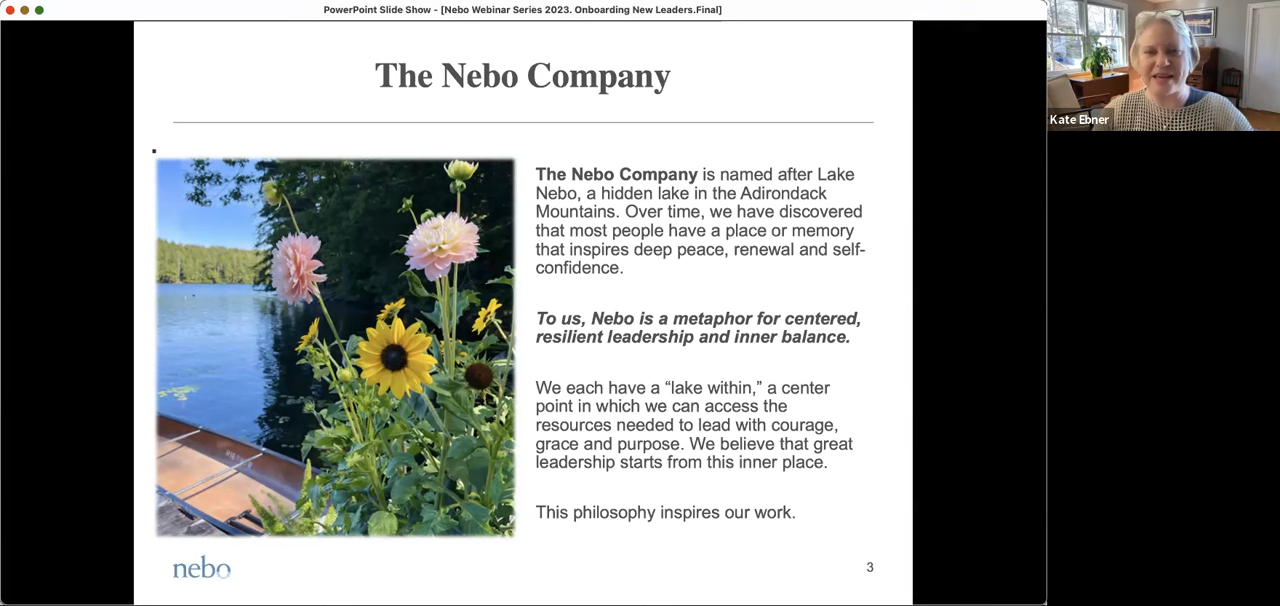 PowerPoint Slide Show - [Nebo Webinar Series 2023. Onboarding New Leaders.Final]
The Nebo Company
Kate Ebner
The Nebo Company is named after Lake
Nebo, a hidden lake in the Adirondack
Mountains. Over time, we have discovered
that most people have a place or memory
that inspires deep peace, renewal and self-
confidence.
To us, Nebo is a metaphor for centered,
resilient leadership and inner balance.
We each have a “lake within,” a center
point in which we can access the
resources needed to lead with courage,
grace and purpose. We believe that great
leadership starts from this inner place.
This philosophy inspires our work.
nebo
3